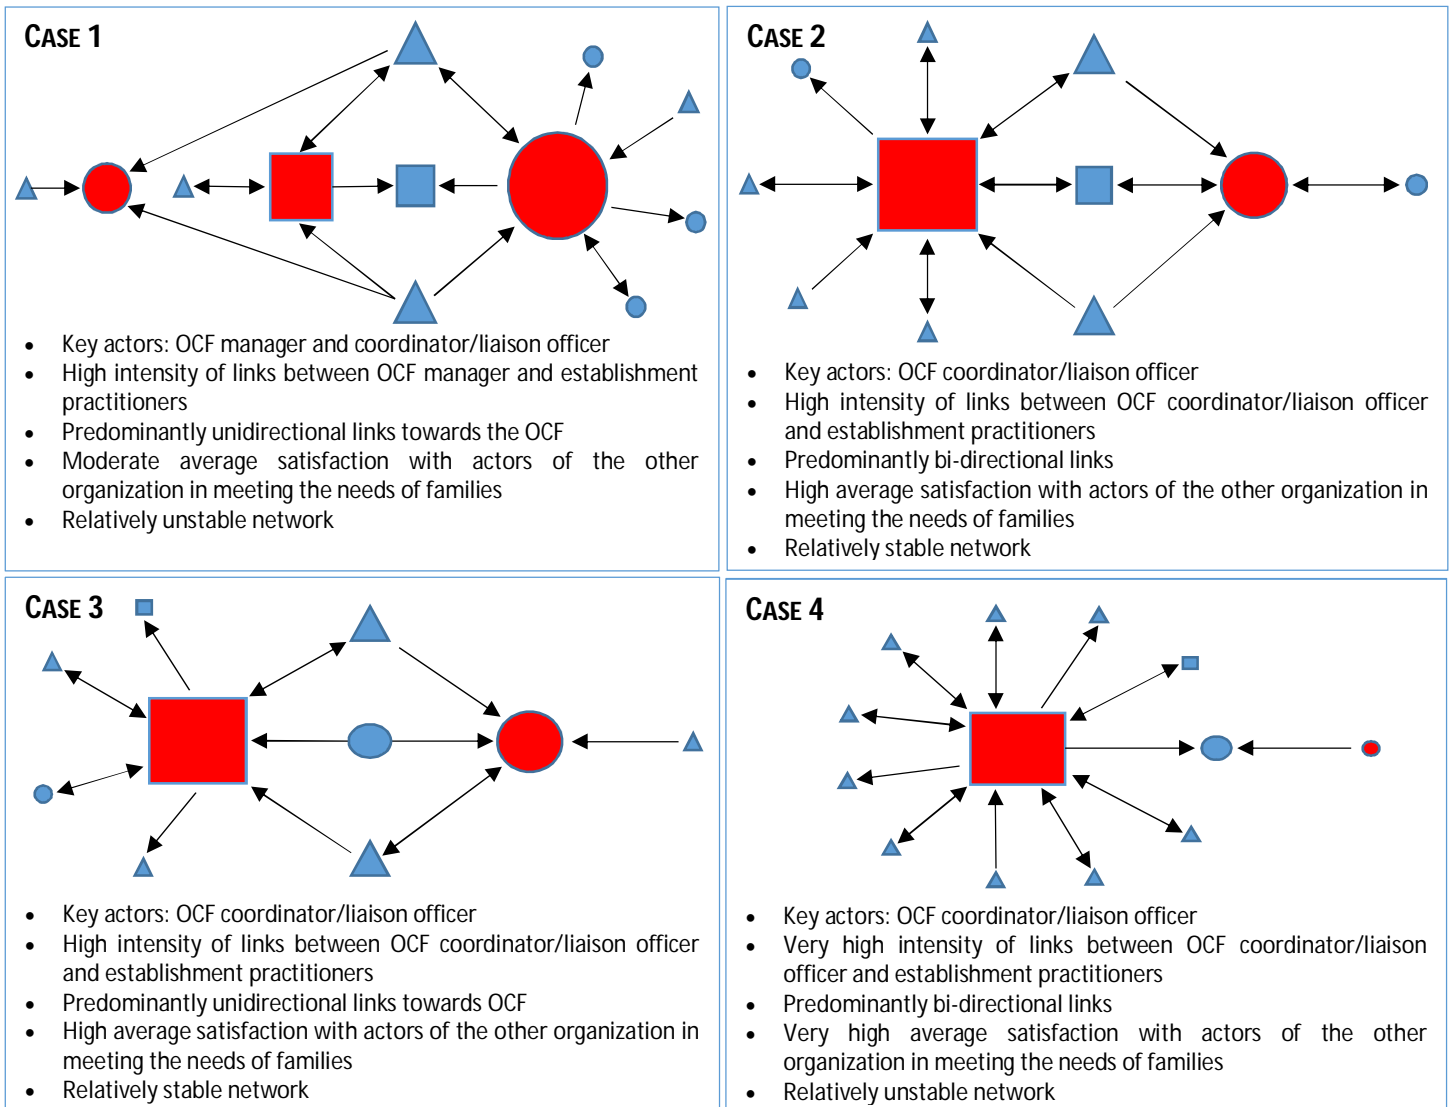 CASE 1
• Key actors: OCF manager and coordinator/liaison officer
• High intensity of links between OCF manager and establishment
practitioners
• Predominantly unidirectional links towards the OCF
• Moderate average satisfaction with actors of the other
organization in meeting the needs of families
• Relatively unstable network
CASE 2
• Key actors: OCF coordinator/liaison officer
• High intensity of links between OCF coordinator/liaison officer
and establishment practitioners
• Predominantly bi-directional links
• High average satisfaction with actors of the other organization in
meeting the needs of families
• Relatively stable network
CASE 3
• Key actors: OCF coordinator/liaison officer
• High intensity of links between OCF coordinator/liaison officer
and establishment practitioners
• Predominantly unidirectional links towards OCF
• High average satisfaction with actors of the other organization in
meeting the needs of families
• Relatively stable network
CASE 4
• Key actors: OCF coordinator/liaison officer
• Very high intensity of links between OCF coordinator/liaison
officer and establishment practitioners
• Predominantly bi-directional links
• Very high average satisfaction with actors of the other
organization in meeting the needs of families
• Relatively unstable network